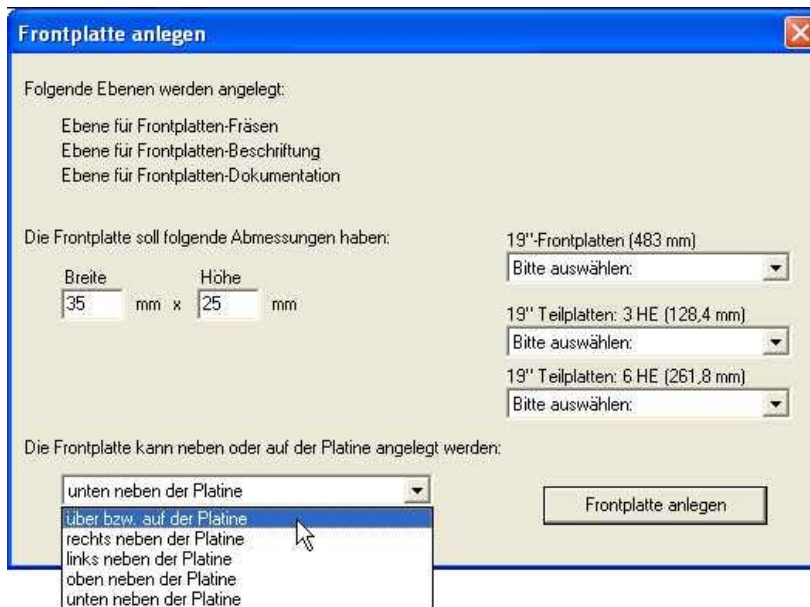 Frontplatte anlegen
Folgende Ebenen werden angelegt:
Ebene für Frontplatten-Fräsen
Ebene für Frontplatten-Beschriftung
Ebene für Frontplatten-Dokumentation
Die Frontplatte soll folgende Abmessungen haben:
Breite Höhe
35 mm x 25 mm
19"-Frontplatten (483 mm)
Bitte auswählen:
19" Teilplatten: 3 HE (128,4 mm)
Bitte auswählen:
19" Teilplatten: 6 HE (261,8 mm)
Bitte auswählen:
Die Frontplatte kann neben oder auf der Platine angelegt werden:
unten neben der Platine
über bzw. auf der Platine
rechts neben der Platine
links neben der Platine
oben neben der Platine
unten neben der Platine
Frontplatte anlegen